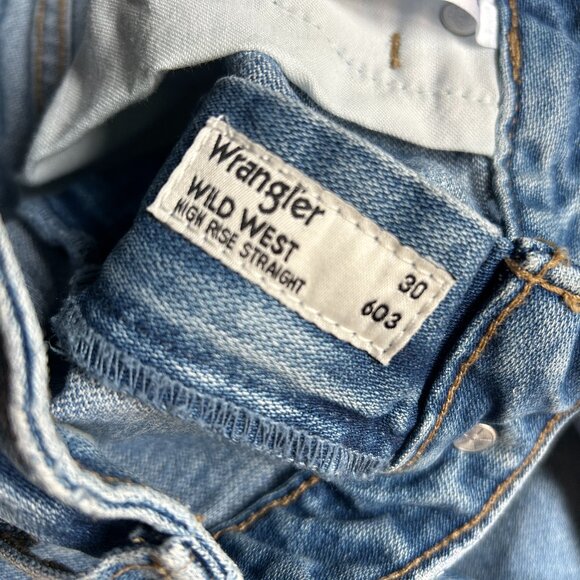 Wrangler
WILD WEST
HIGH RISE STRAIGHT
30
603